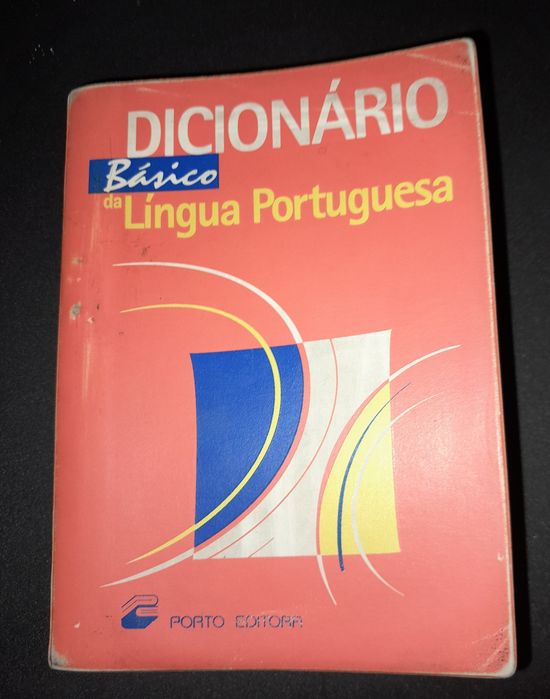 DICIONÁRIO
Básico
da Língua Portuguesa
PORTO EDITORA